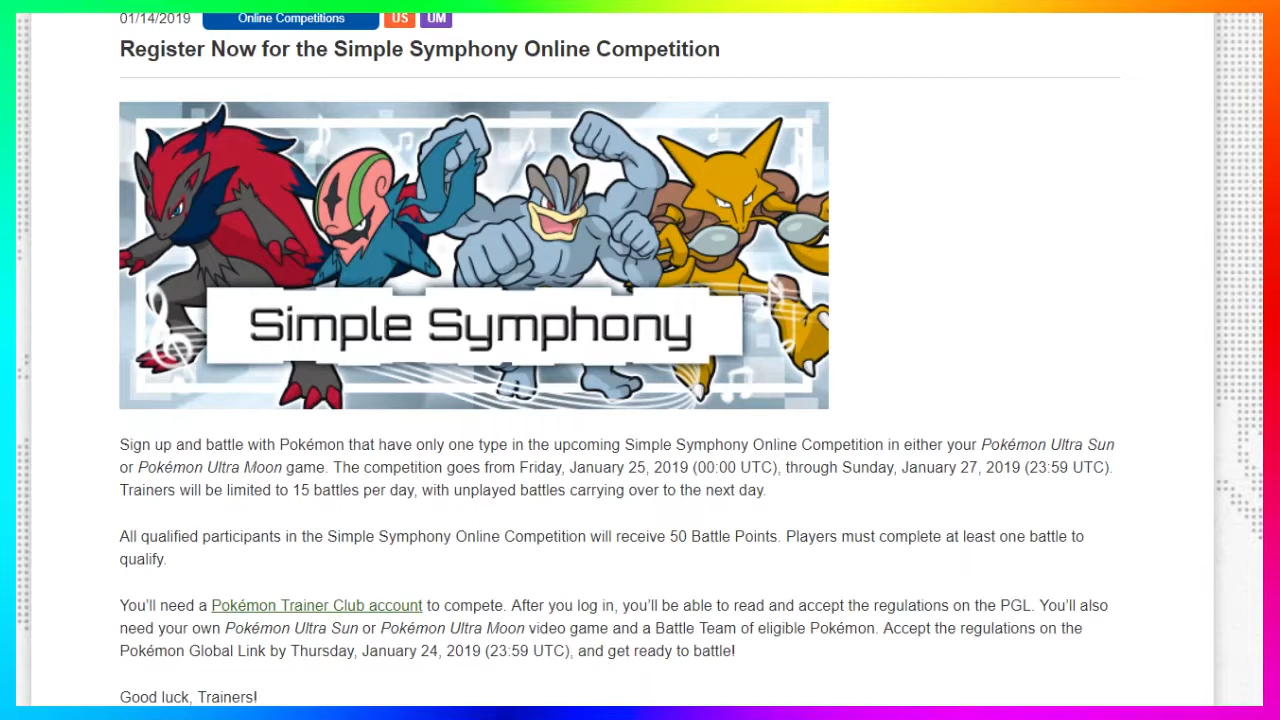 01/14/2019 Online Competitions US UM
Register Now for the Simple Symphony Online Competition
Simple Symphony
Sign up and battle with Pokémon that have only one type in the upcoming Simple Symphony Online Competition in either your Pokémon Ultra Sun
or Pokémon Ultra Moon game. The competition goes from Friday, January 25, 2019 (00:00 UTC), through Sunday, January 27, 2019 (23:59 UTC).
Trainers will be limited to 15 battles per day, with unplayed battles carrying over to the next day.
All qualified participants in the Simple Symphony Online Competition will receive 50 Battle Points. Players must complete at least one battle to
qualify.
You’ll need a Pokémon Trainer Club account to compete. After you log in, you’ll be able to read and accept the regulations on the PGL. You’ll also
need your own Pokémon Ultra Sun or Pokémon Ultra Moon video game and a Battle Team of eligible Pokémon. Accept the regulations on the
Pokémon Global Link by Thursday, January 24, 2019 (23:59 UTC), and get ready to battle!
Good luck, Trainers!